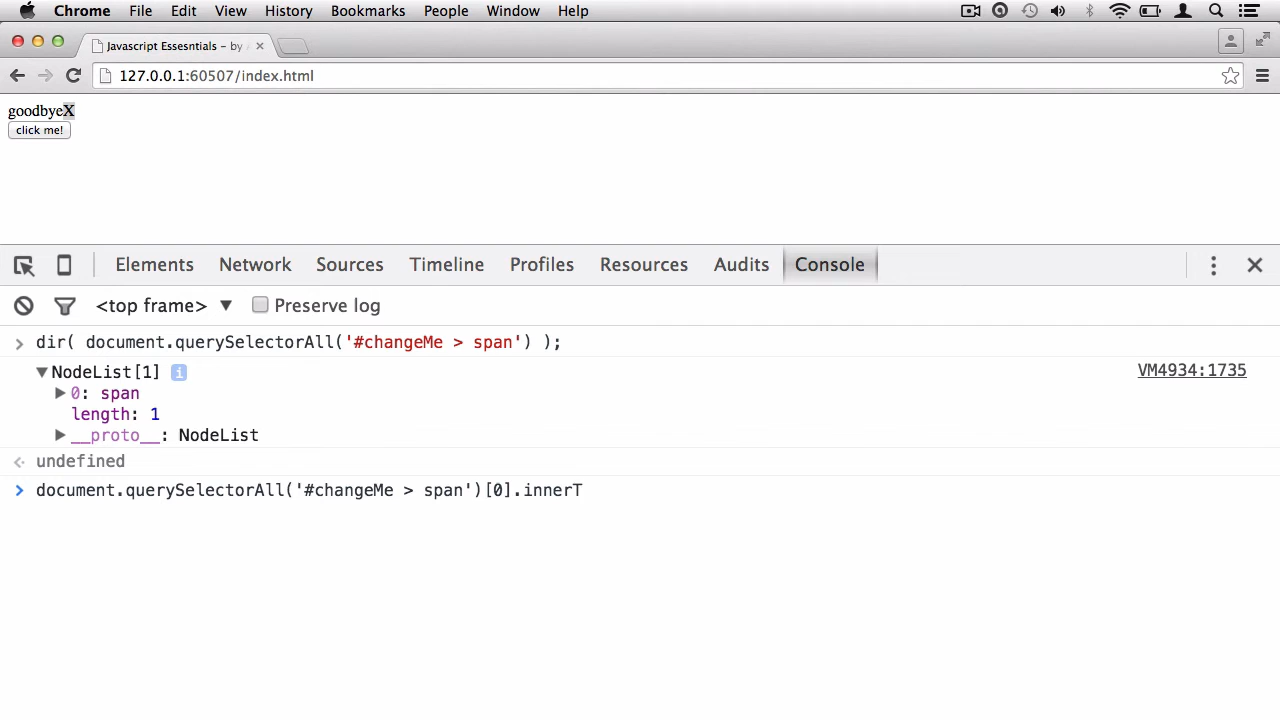 Chrome File Edit View History Bookmarks People Window Help
Javascript Essesntials - by
127.0.0.1:60507/index.html
goodbyeX
click me!
Elements Network Sources Timeline Profiles Resources Audits Console
<top frame> ▼ Preserve log
> dir( document.querySelectorAll('#changeMe > span') );
▼NodeList[1] i VM4934:1735
▶0: span
length: 1
▶__proto__: NodeList
undefined
> document.querySelectorAll('#changeMe > span')[0].innerT